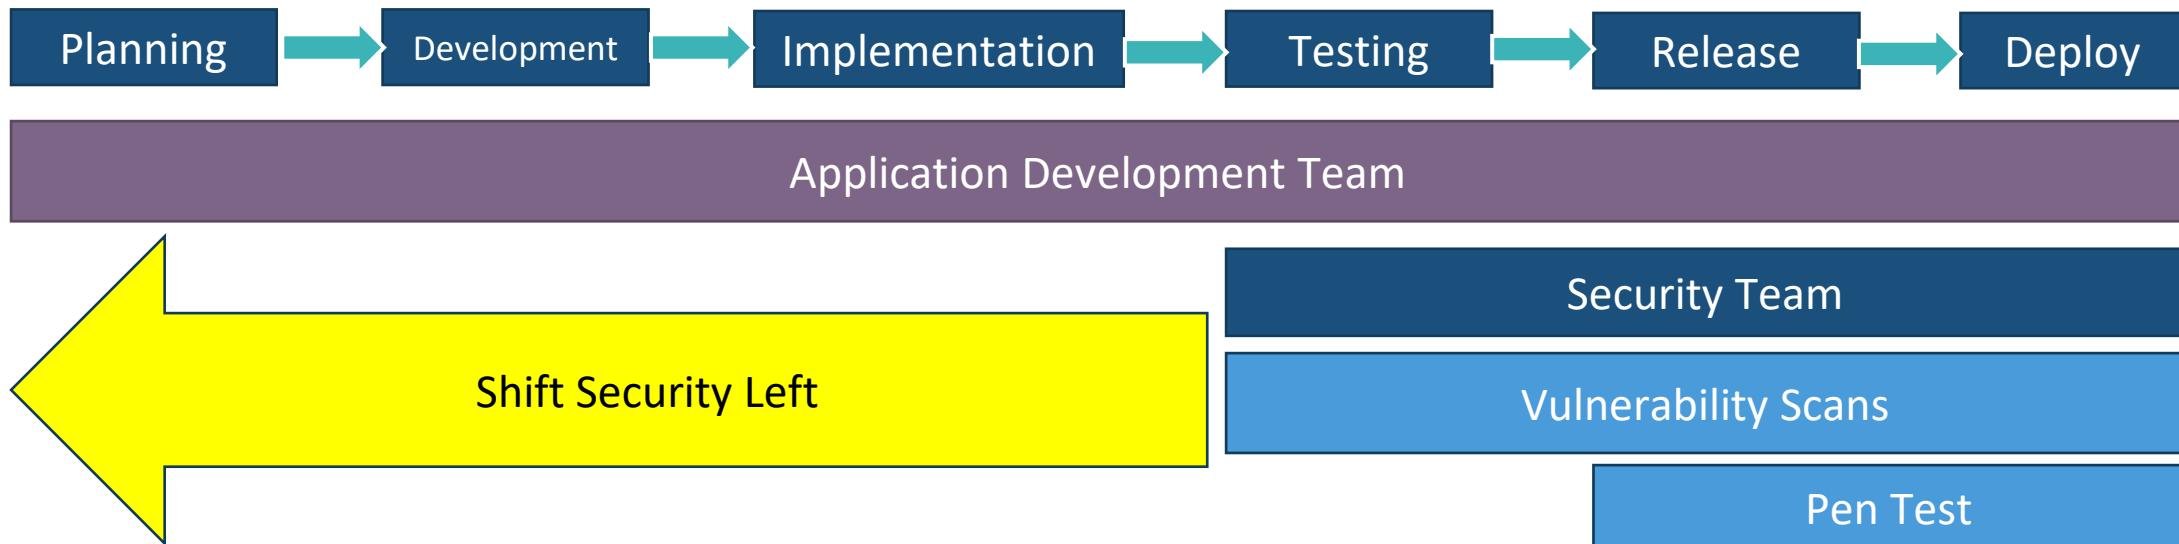 Planning
Development
Implementation
Testing
Release
Deploy
Application Development Team
Security Team
Shift Security Left
Vulnerability Scans
Pen Test